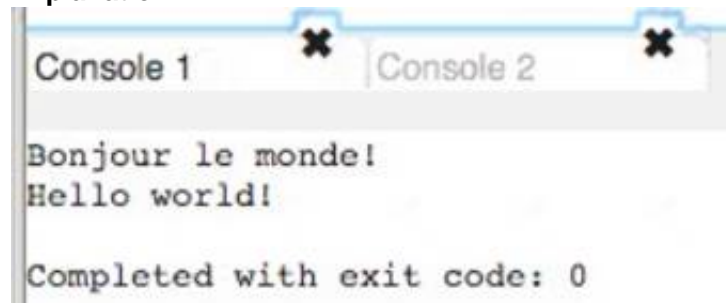 Console 1 Console 2
Bonjour le monde!
Hello world!
Completed with exit code: 0